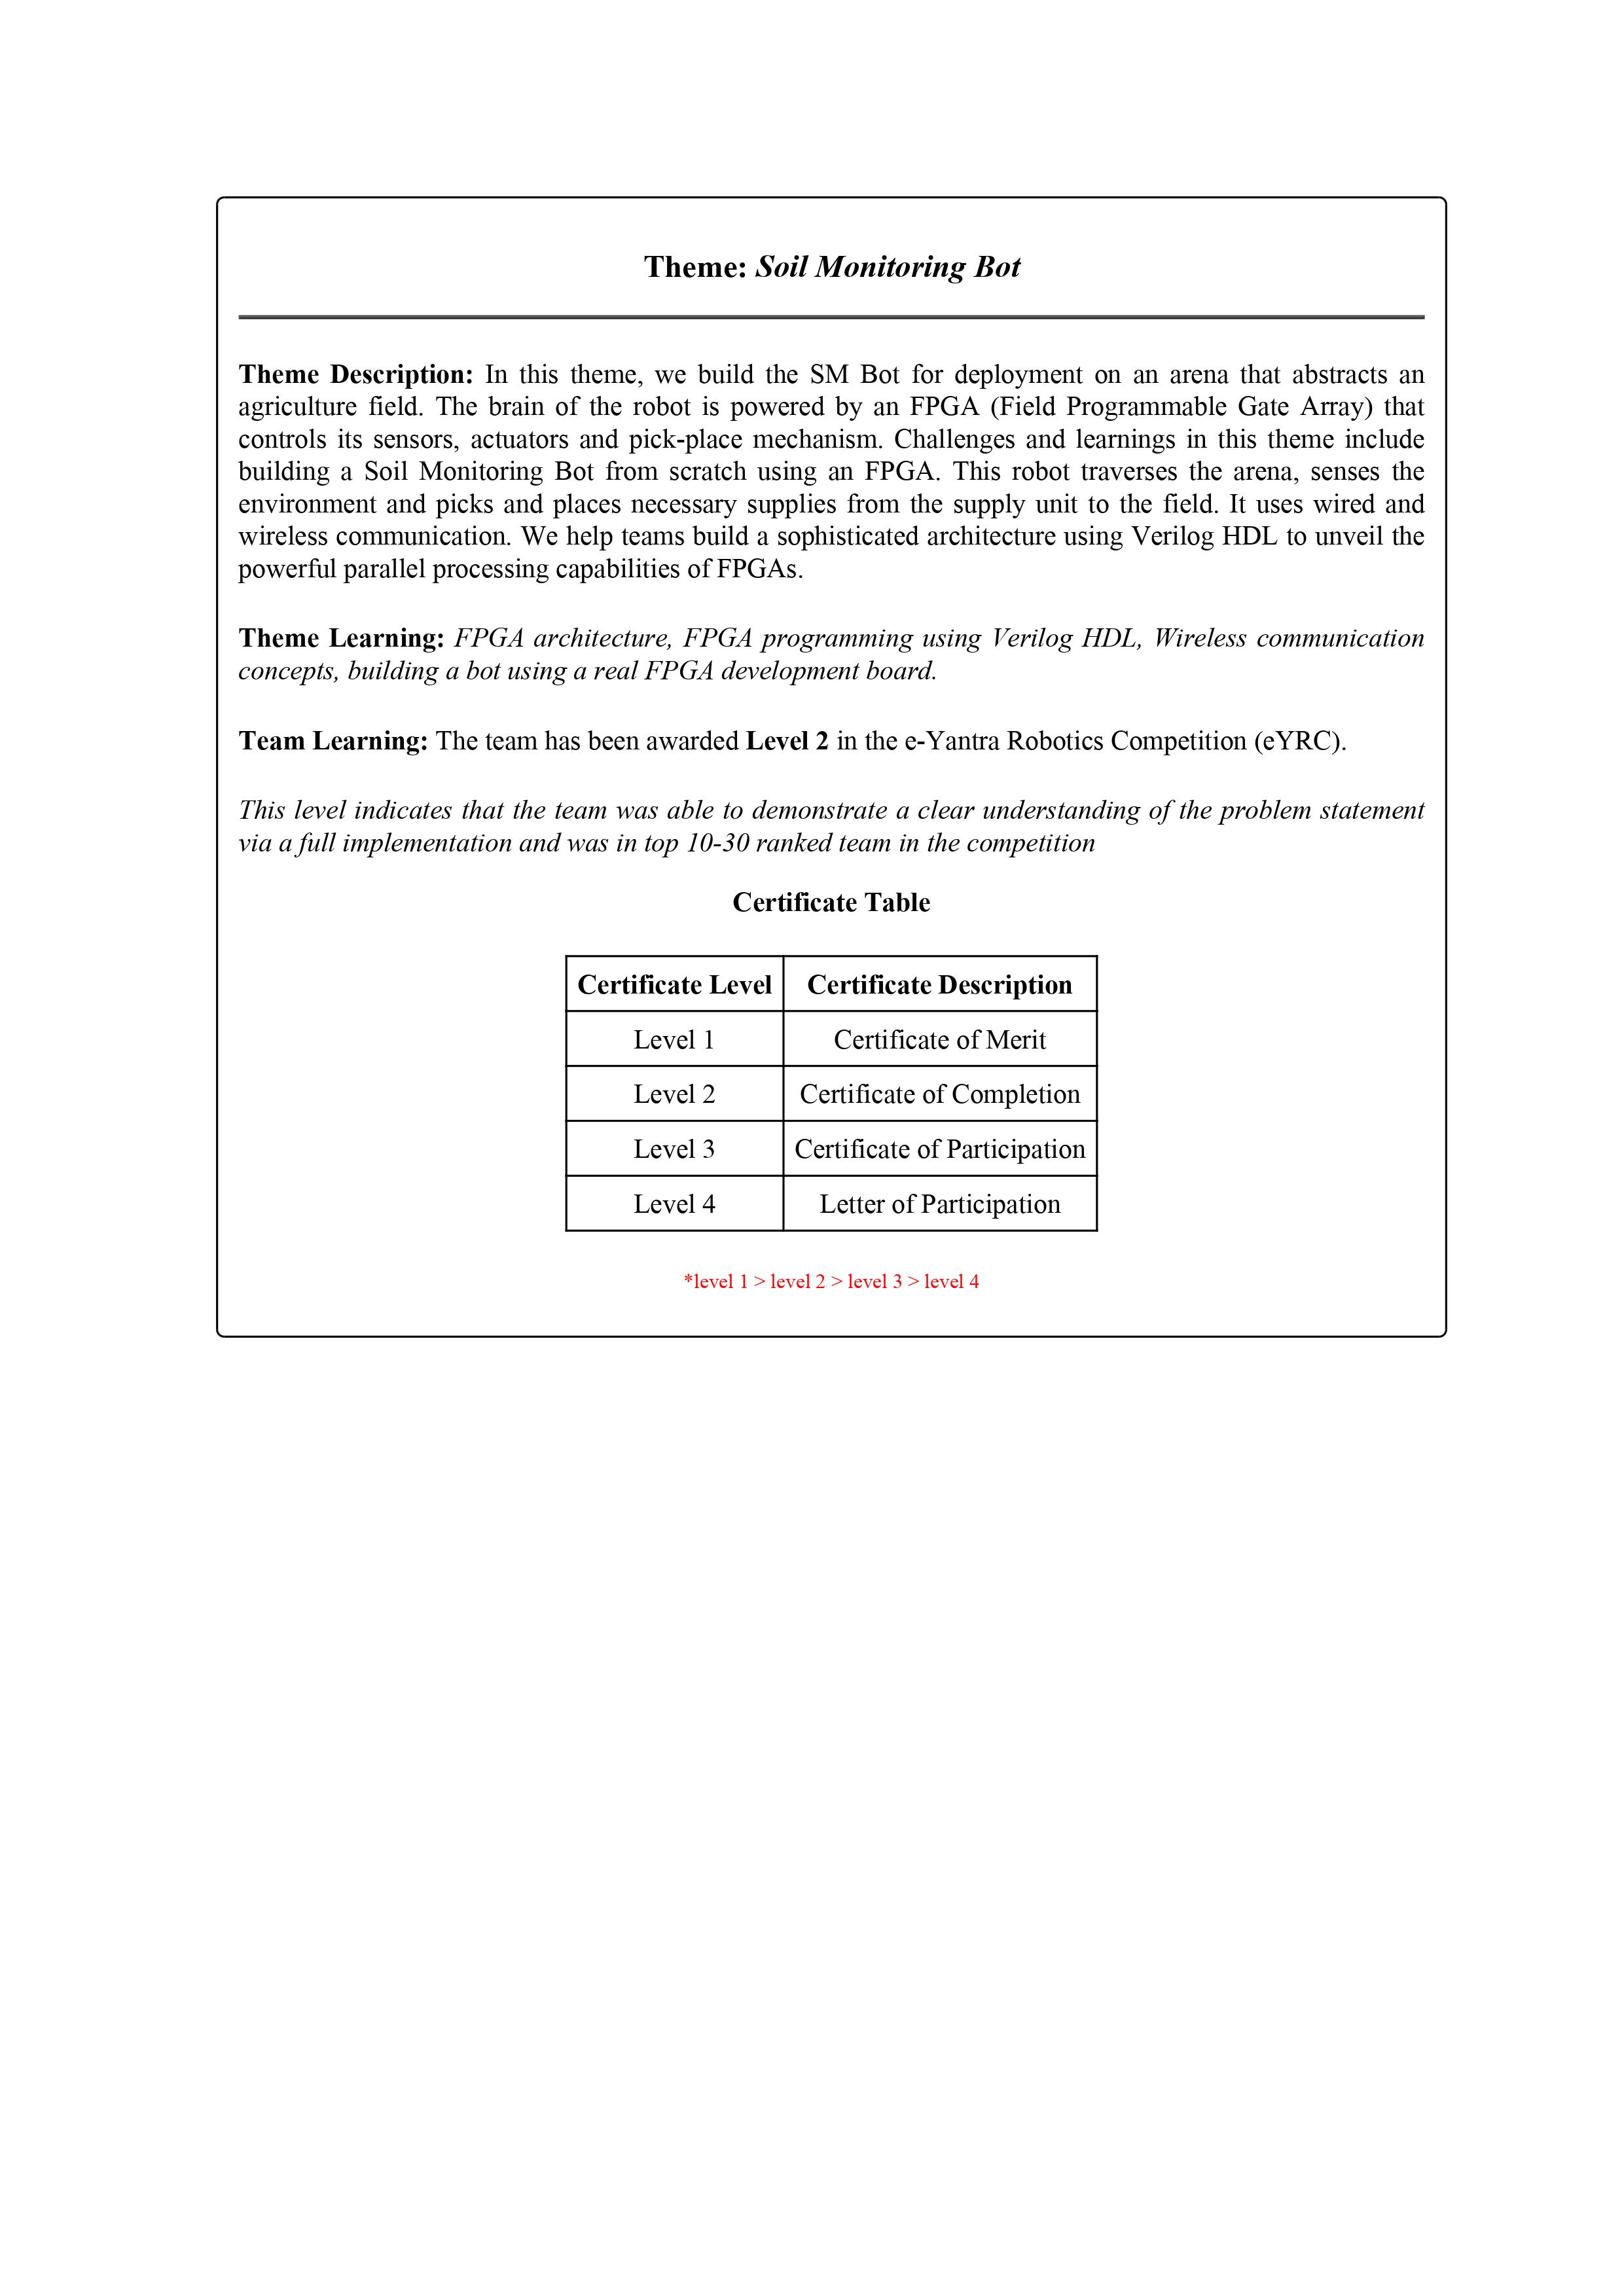 Theme: Soil Monitoring Bot
Theme Description: In this theme, we build the SM Bot for deployment on an arena that abstracts an
agriculture field. The brain of the robot is powered by an FPGA (Field Programmable Gate Array) that
controls its sensors, actuators and pick-place mechanism. Challenges and learnings in this theme include
building a Soil Monitoring Bot from scratch using an FPGA. This robot traverses the arena, senses the
environment and picks and places necessary supplies from the supply unit to the field. It uses wired and
wireless communication. We help teams build a sophisticated architecture using Verilog HDL to unveil the
powerful parallel processing capabilities of FPGAs.
Theme Learning: FPGA architecture, FPGA programming using Verilog HDL, Wireless communication
concepts, building a bot using a real FPGA development board.
Team Learning: The team has been awarded Level 2 in the e-Yantra Robotics Competition (eYRC).
This level indicates that the team was able to demonstrate a clear understanding of the problem statement
via a full implementation and was in top 10-30 ranked team in the competition
Certificate Table
Certificate Level Certificate Description
Level 1 Certificate of Merit
Level 2 Certificate of Completion
Level 3 Certificate of Participation
Level 4 Letter of Participation
*level 1 > level 2 > level 3 > level 4